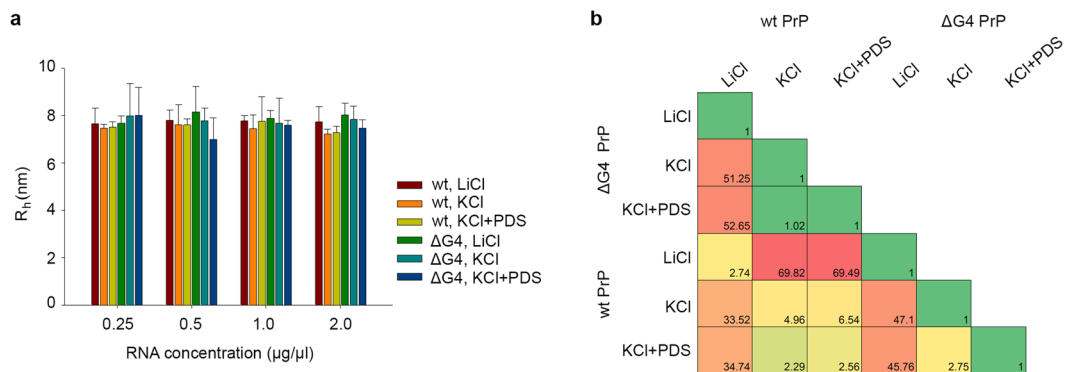 a
10
8
6
4
2
0
Rh(nm)
0.25 0.5 1.0 2.0
RNA concentration (µg/µl)
wt, LiCl
wt, KCl
wt, KCl+PDS
ΔG4, LiCl
ΔG4, KCl
ΔG4, KCl+PDS
b
wt PrP ΔG4 PrP
LiCl KCl KCl+PDS LiCl KCl KCl+PDS
ΔG4 PrP
wt PrP
LiCl 1
KCl 51.25 1
KCl+PDS 52.65 1.02 1
LiCl 2.74 69.82 69.49 1
KCl 33.52 4.96 6.54 47.1 1
KCl+PDS 34.74 2.29 2.56 45.76 2.75 1